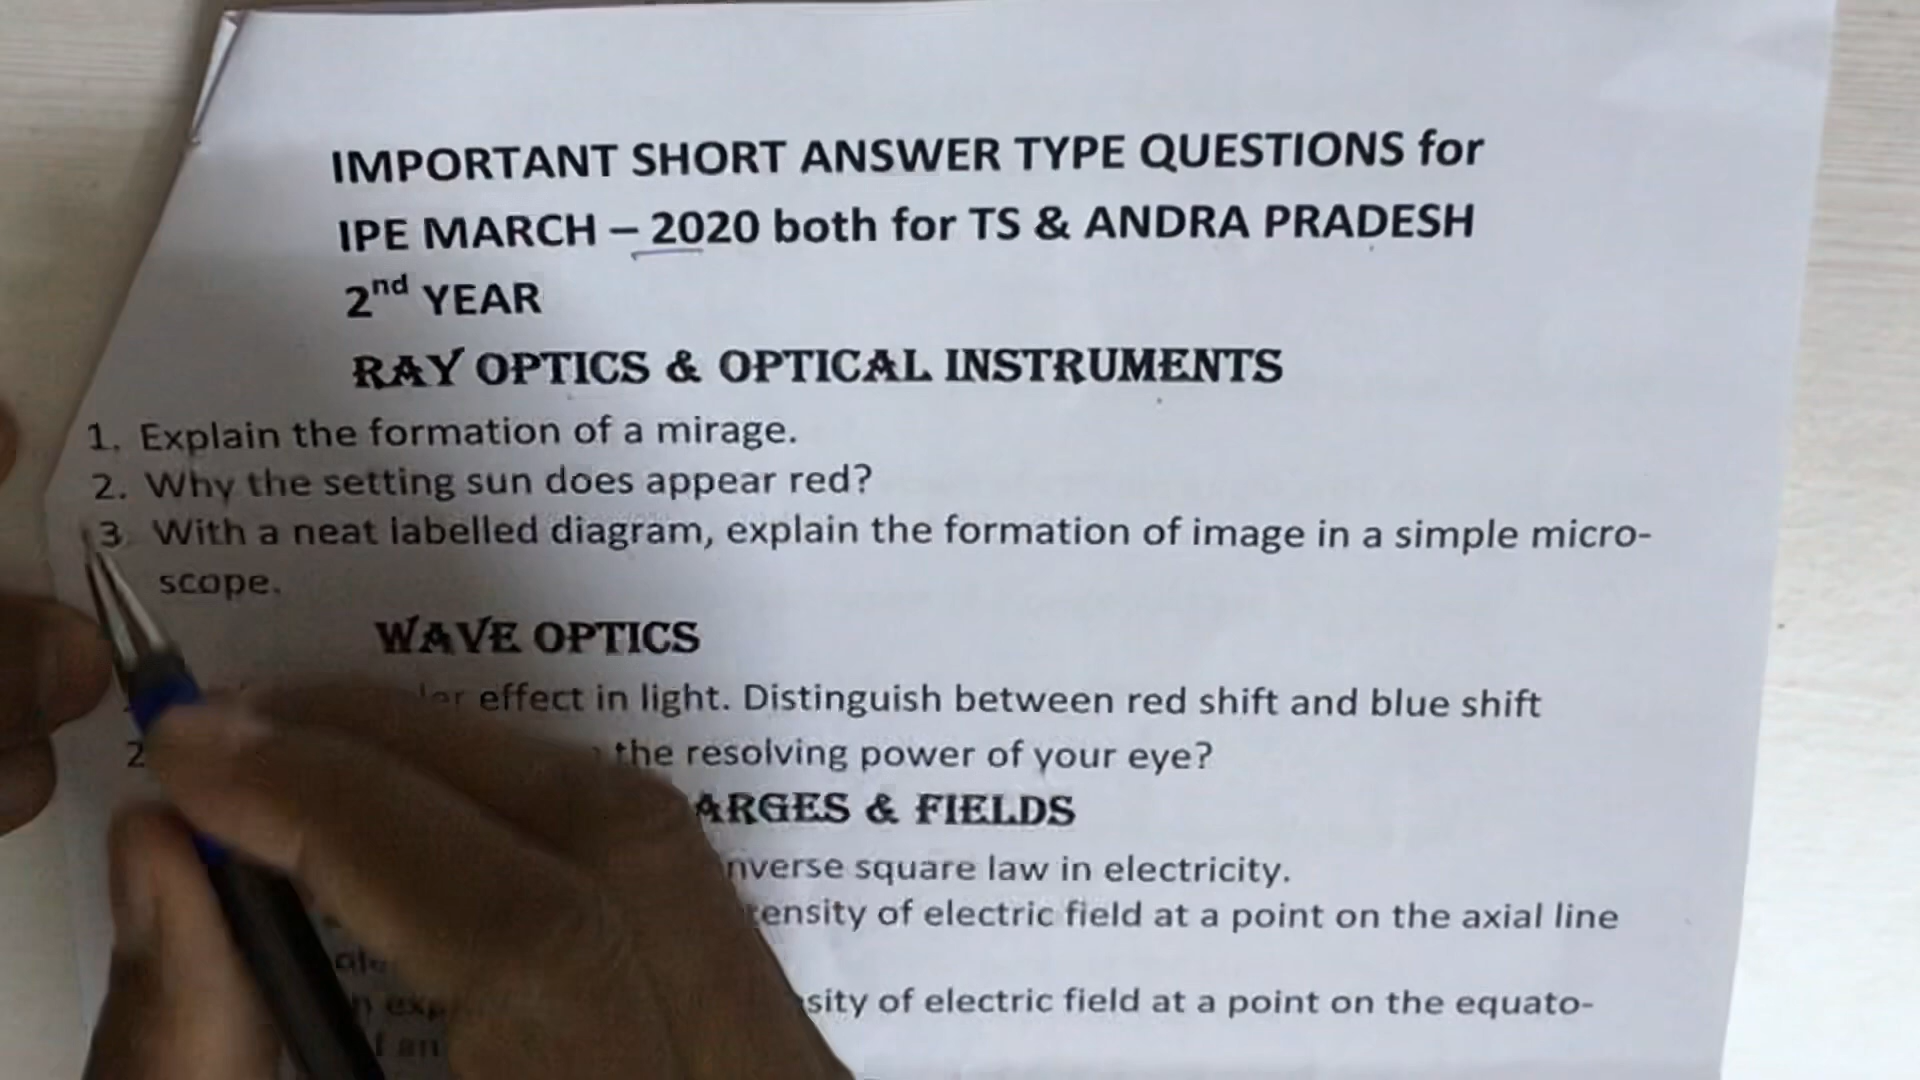 IMPORTANT SHORT ANSWER TYPE QUESTIONS for
IPE MARCH – 2020 both for TS & ANDRA PRADESH
2nd YEAR
RAY OPTICS & OPTICAL INSTRUMENTS
1. Explain the formation of a mirage.
2. Why the setting sun does appear red?
3. With a neat labelled diagram, explain the formation of image in a simple micro-
scope.
WAVE OPTICS
effect in light. Distinguish between red shift and blue shift
2 the resolving power of your eye?
& FIELDS
square law in electricity.
of electric field at a point on the axial line
of electric field at a point on the equato-
an